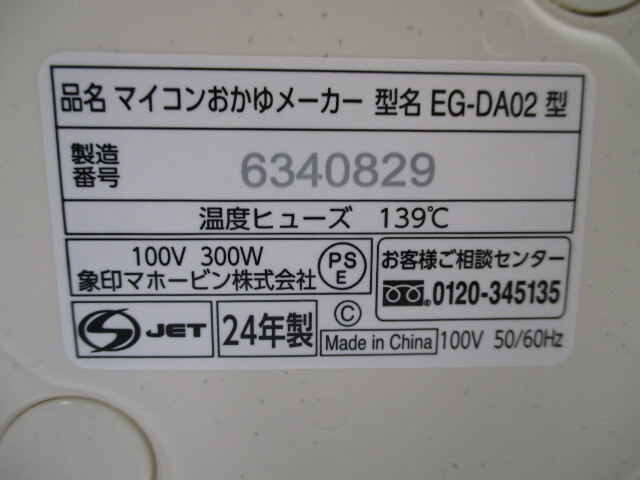 品名 マイコンおかゆメーカー 型名 EG-DA02 型
製造番号 6340829
温度ヒューズ 139℃
100V 300W
象印マホービン株式会社
PSE
お客様ご相談センター
0120-345135
S JET
24年製
Ⓒ
Made in China
100V 50/60Hz